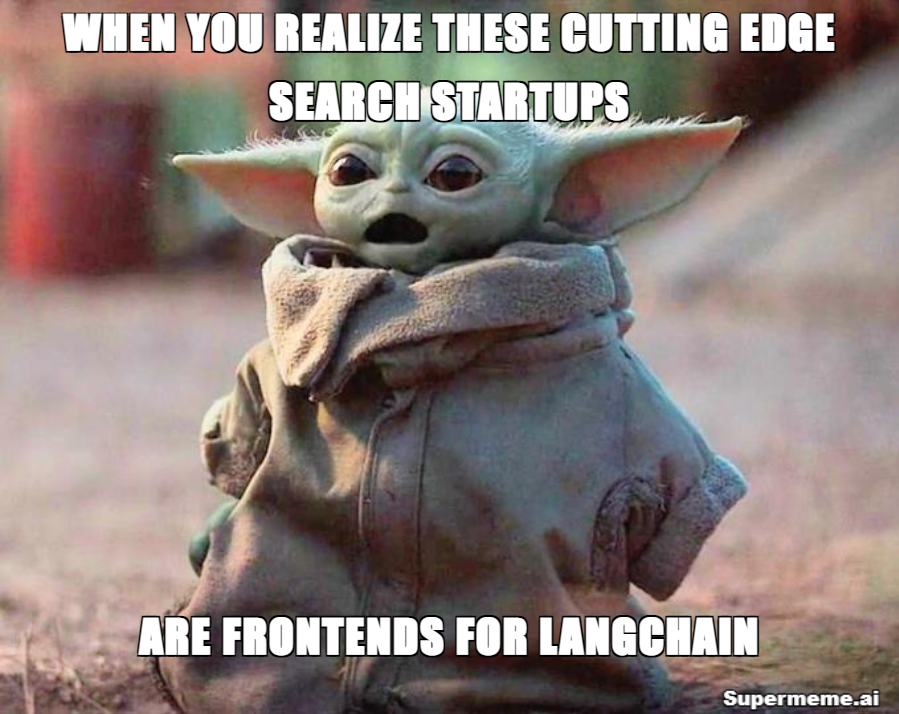 WHEN YOU REALIZE THESE CUTTING EDGE
SEARCH STARTUPS
ARE FRONTENDS FOR LANGCHAIN
Supermeme.ai